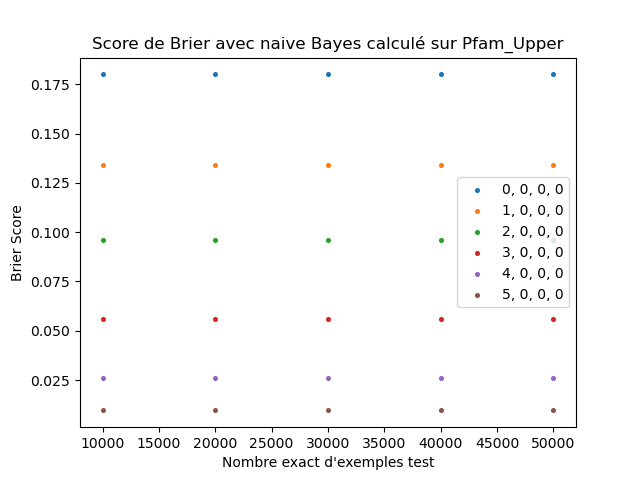 Score de Brier avec naive Bayes calculé sur Pfam_Upper
Brier Score
0.175
0.150
0.125
0.100
0.075
0.050
0.025
0, 0, 0, 0
1, 0, 0, 0
2, 0, 0, 0
3, 0, 0, 0
4, 0, 0, 0
5, 0, 0, 0
10000 15000 20000 25000 30000 35000 40000 45000 50000
Nombre exact d'exemples test